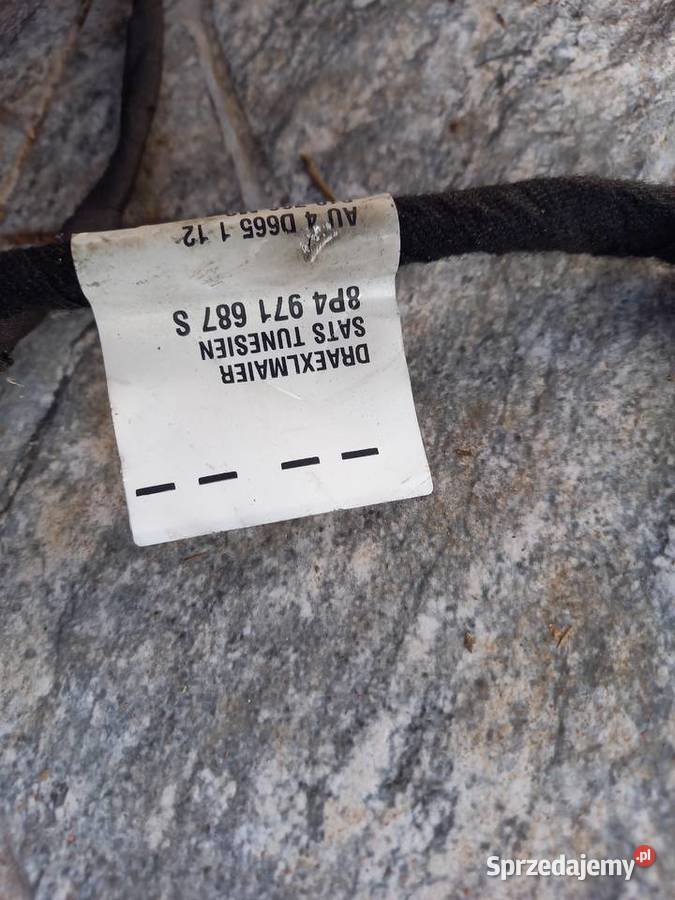 DRAEXLMAIER
SATS TUNESIEN
8P4 971 687 S
AU 4 D665 1 12
Sprzedajemy.pl